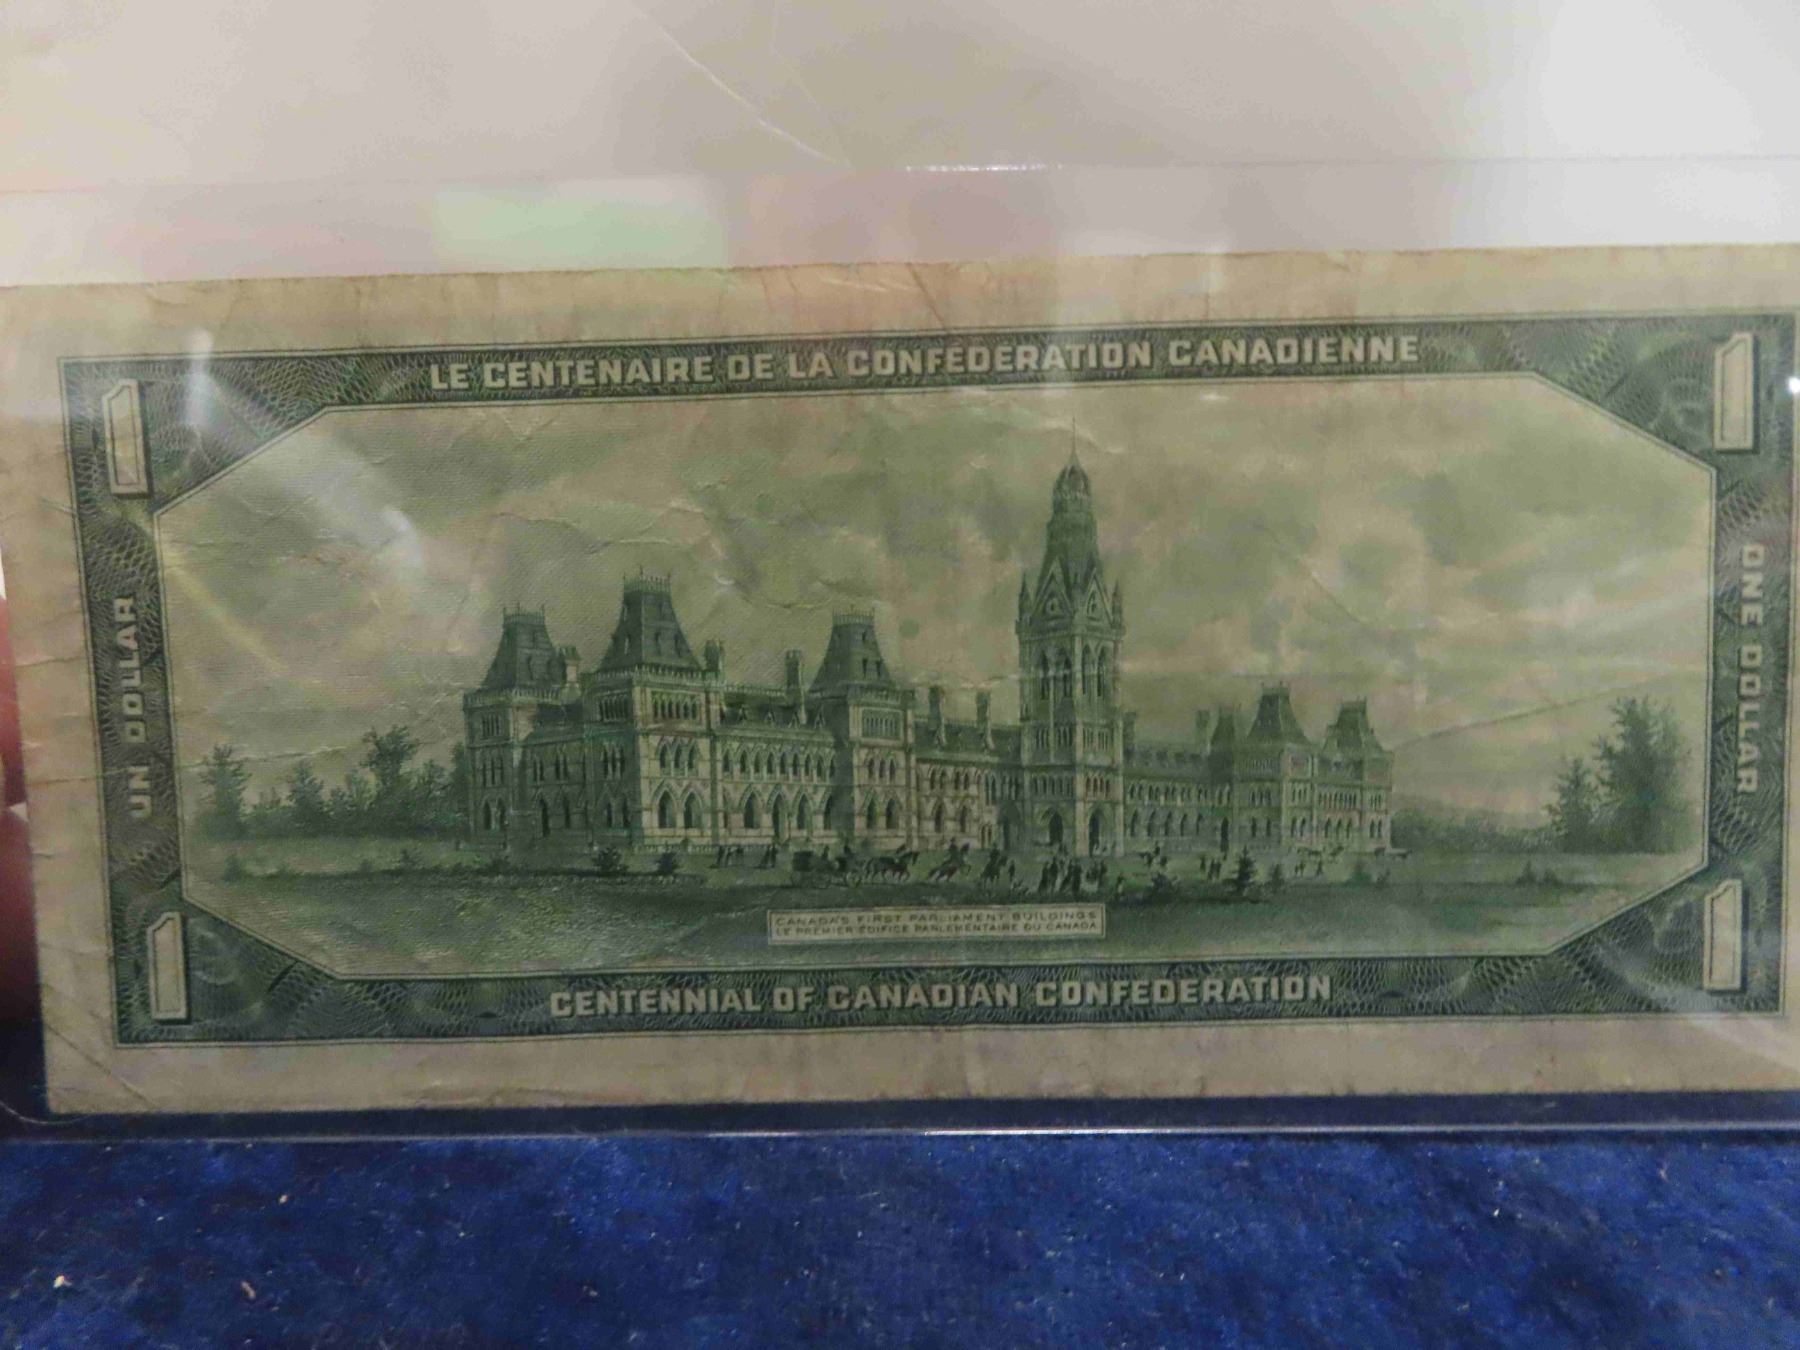 LE CENTENAIRE DE LA CONFÉDERATION CANADIENNE
1
1
UN DOLLAR
ONE DOLLAR
CANADA'S FIRST PARLIAMENT BUILDINGS
LE PREMIER ÉDIFICE PARLEMENTAIRE DU CANADA
1
1
CENTENNIAL OF CANADIAN CONFEDERATION